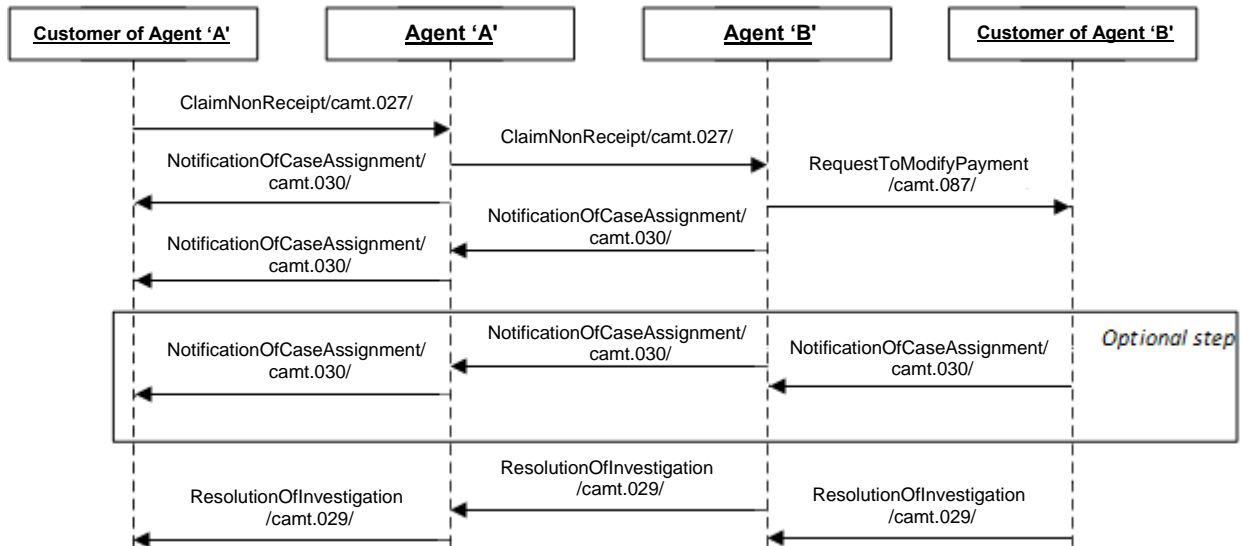 Customer of Agent ‘A'
Agent ‘A'
Agent ‘B'
Customer of Agent ‘B'
ClaimNonReceipt/camt.027/
ClaimNonReceipt/camt.027/
NotificationOfCaseAssignment/
camt.030/
RequestToModifyPayment
/camt.087/
NotificationOfCaseAssignment/
camt.030/
NotificationOfCaseAssignment/
camt.030/
Optional step
NotificationOfCaseAssignment/
camt.030/
NotificationOfCaseAssignment/
camt.030/
NotificationOfCaseAssignment/
camt.030/
ResolutionOfInvestigation
/camt.029/
ResolutionOfInvestigation
/camt.029/
ResolutionOfInvestigation
/camt.029/